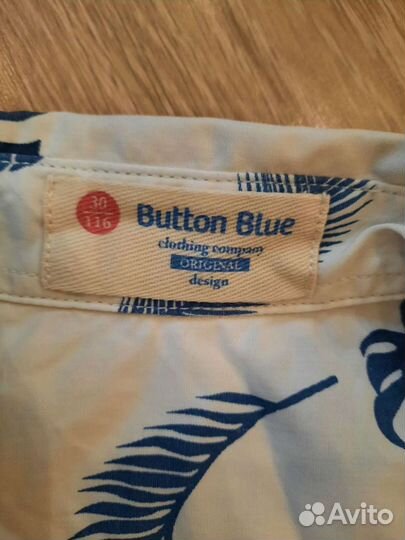 30
116
Button Blue
clothing company
ORIGINAL
design
Avito